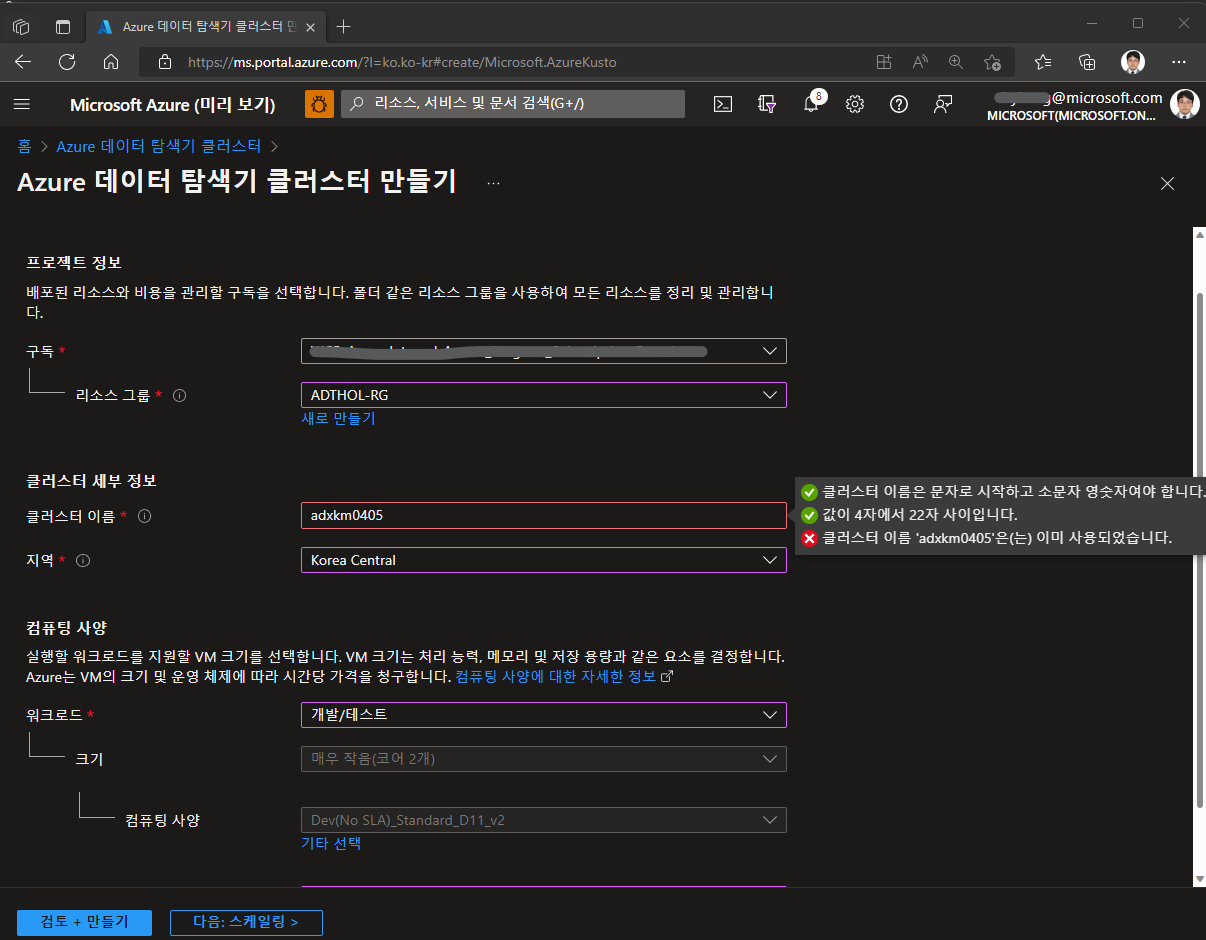 Azure 데이터 탐색기 클러스터 만
https://ms.portal.azure.com/?l=ko.ko-kr#create/Microsoft.AzureKusto
Microsoft Azure (미리 보기)
리소스, 서비스 및 문서 검색(G+/)
8
@microsoft.com
MICROSOFT(MICROSOFT.ON...
홈 > Azure 데이터 탐색기 클러스터 >
Azure 데이터 탐색기 클러스터 만들기 ...
프로젝트 정보
배포된 리소스와 비용을 관리할 구독을 선택합니다. 폴더 같은 리소스 그룹을 사용하여 모든 리소스를 정리 및 관리합니
다.
구독 *
리소스 그룹 *
ADTHOL-RG
새로 만들기
클러스터 세부 정보
클러스터 이름 *
adxkm0405
클러스터 이름은 문자로 시작하고 소문자 영숫자여야 합니다.
값이 4자에서 22자 사이입니다.
클러스터 이름 'adxkm0405'은(는) 이미 사용되었습니다.
지역 *
Korea Central
컴퓨팅 사양
실행할 워크로드를 지원할 VM 크기를 선택합니다. VM 크기는 처리 능력, 메모리 및 저장 용량과 같은 요소를 결정합니다.
Azure는 VM의 크기 및 운영 체제에 따라 시간당 가격을 청구합니다. 컴퓨팅 사양에 대한 자세한 정보
워크로드 *
개발/테스트
크기
매우 작음(코어 2개)
컴퓨팅 사양
Dev(No SLA)_Standard_D11_v2
기타 선택
검토 + 만들기
다음: 스케일링 >